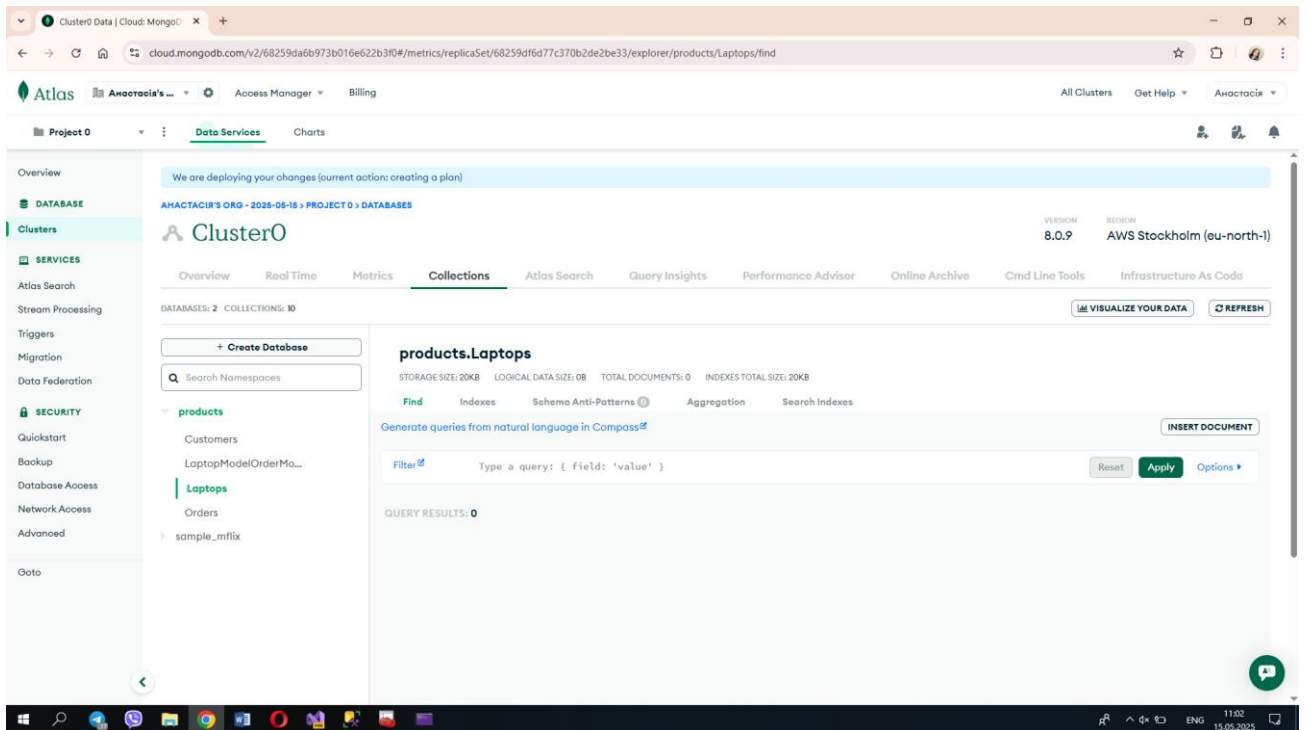 Cluster0 Data | Cloud: MongoD
cloud.mongodb.com/v2/68259da6b973b016e622b3f0#/metrics/replicaSet/68259df6d77c370b2de2be33/explorer/products/Laptops/find
Atlas Анастасія's ... Access Manager Billing All Clusters Get Help Анастасія
Project 0 Data Services Charts
Overview
DATABASE
Clusters
SERVICES
Atlas Search
Stream Processing
Triggers
Migration
Data Federation
SECURITY
Quickstart
Backup
Database Access
Network Access
Advanced
Goto
We are deploying your changes (current action: creating a plan)
АНАСТАСІЯ'S ORG - 2025-05-15 > PROJECT 0 > DATABASES
Cluster0
VERSION
8.0.9
REGION
AWS Stockholm (eu-north-1)
Overview Real Time Metrics Collections Atlas Search Query Insights Performance Advisor Online Archive Cmd Line Tools Infrastructure As Code
DATABASES: 2 COLLECTIONS: 10
VISUALIZE YOUR DATA REFRESH
+ Create Database
Search Namespaces
products
Customers
LaptopModelOrderMo...
Laptops
Orders
sample_mflix
products.Laptops
STORAGE SIZE: 20KB LOGICAL DATA SIZE: 0B TOTAL DOCUMENTS: 0 INDEXES TOTAL SIZE: 20KB
Find Indexes Schema Anti-Patterns 0 Aggregation Search Indexes
Generate queries from natural language in Compass
INSERT DOCUMENT
Filter Type a query: { field: 'value' } Reset Apply Options
QUERY RESULTS: 0
ENG 11:02
15.05.2025